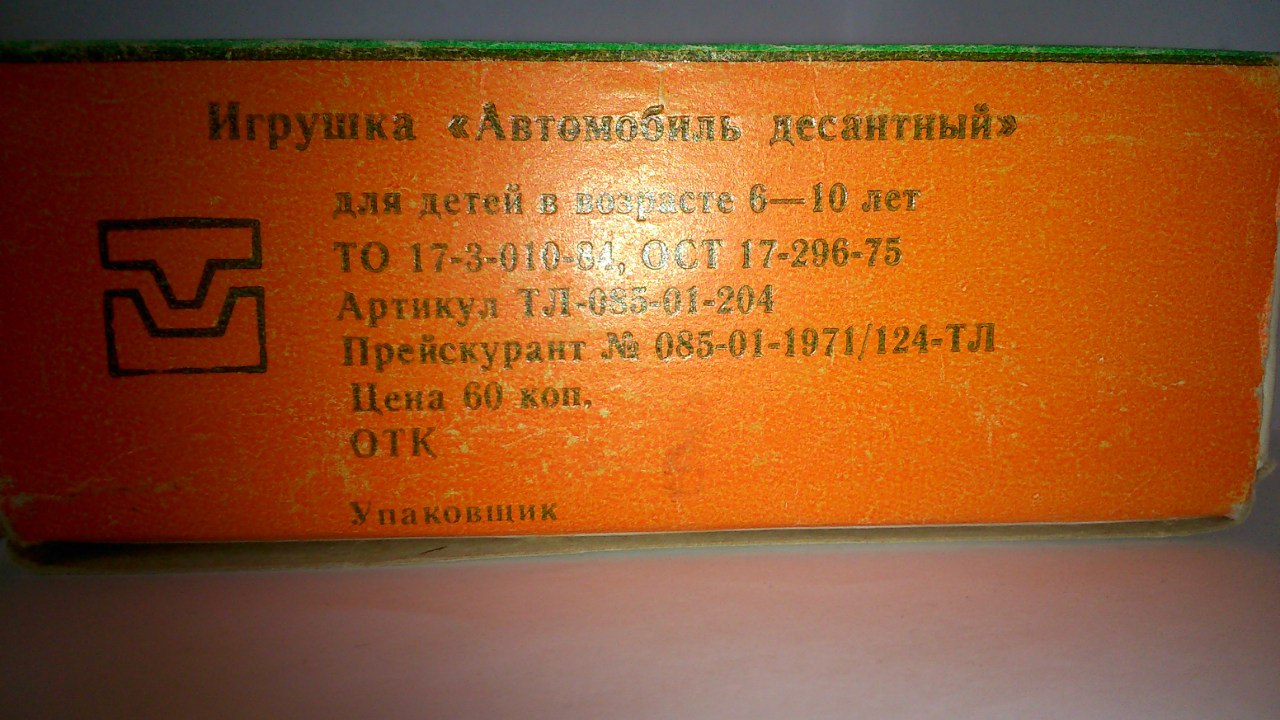 Игрушка «Автомобиль десантный»
для детей в возрасте 6—10 лет
ТО 17-3-010-84, ОСТ 17-296-75
Артикул ТЛ-085-01-204
Прейскурант № 085-01-1971/124-ТЛ
Цена 60 коп.
ОТК
Упаковщик